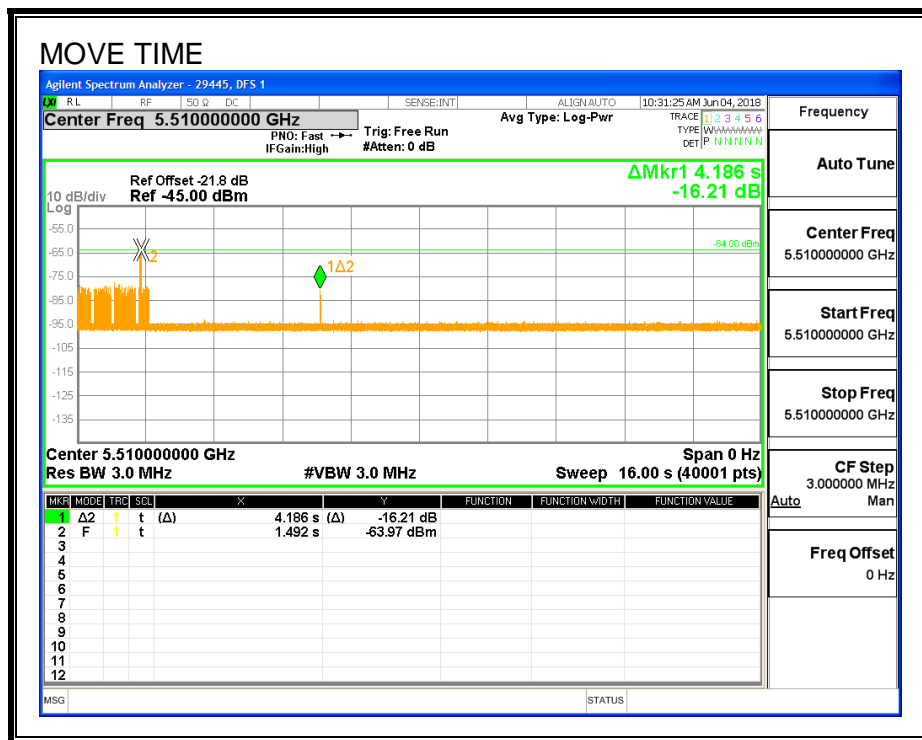 MOVE TIME
Agilent Spectrum Analyzer - 29445, DFS 1
LXI RL RF 50 Ω DC SENSE:INT ALIGN AUTO 10:31:25 AM Jun 04, 2018
Center Freq 5.510000000 GHz Avg Type: Log-Pwr TRACE 1 2 3 4 5 6
PNO: Fast Trig: Free Run TYPE W
IFGain:High #Atten: 0 dB DET P N N N N N
Frequency
Auto Tune
ΔMkr1 4.186 s
-16.21 dB
Ref Offset -21.8 dB
10 dB/div Ref -45.00 dBm
Log
-55.0
-65.0
-75.0
-85.0
-95.0
-105
-115
-125
-135
2
1Δ2
-64.00 dBm
Center Freq
5.510000000 GHz
Start Freq
5.510000000 GHz
Stop Freq
5.510000000 GHz
Center 5.510000000 GHz Span 0 Hz
Res BW 3.0 MHz #VBW 3.0 MHz Sweep 16.00 s (40001 pts)
CF Step
3.000000 MHz
Auto Man
Freq Offset
0 Hz
MKR MODE TRC SCL X Y FUNCTION FUNCTION WIDTH FUNCTION VALUE
1 Δ2 1 t (Δ) 4.186 s (Δ) -16.21 dB
2 F 1 t 1.492 s -63.97 dBm
3
4
5
6
7
8
9
10
11
12
MSG STATUS